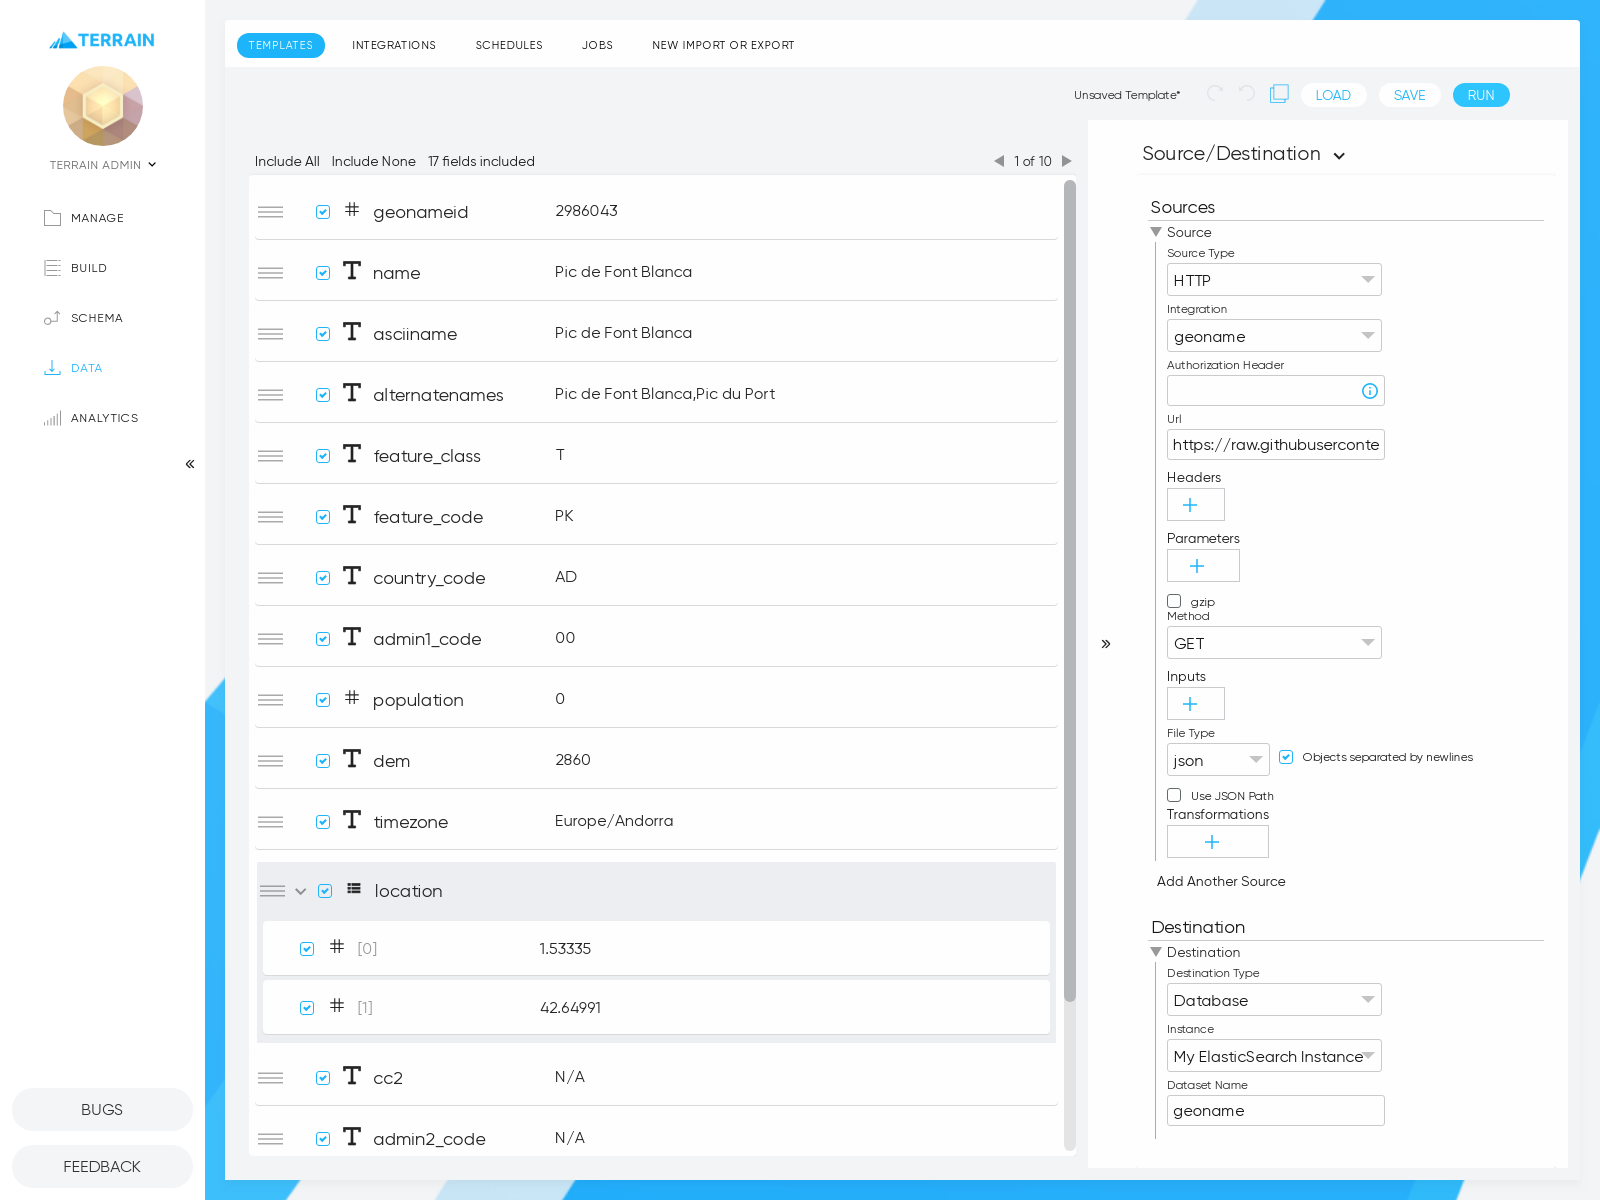 TERRAIN
TERRAIN ADMIN
MANAGE
BUILD
SCHEMA
DATA
ANALYTICS
«
BUGS
FEEDBACK
TEMPLATES INTEGRATIONS SCHEDULES JOBS NEW IMPORT OR EXPORT
Unsaved Template* LOAD SAVE RUN
Include All Include None 17 fields included 1 of 10
geonameid 2986043
name Pic de Font Blanca
asciiname Pic de Font Blanca
alternatenames Pic de Font Blanca,Pic du Port
feature_class T
feature_code PK
country_code AD
admin1_code 00
population 0
dem 2860
timezone Europe/Andorra
location
[0] 1.53335
[1] 42.64991
cc2 N/A
admin2_code N/A
»
Source/Destination
Sources
Source
Source Type
HTTP
Integration
geoname
Authorization Header
Url
https://raw.githubuserconte
Headers
+
Parameters
+
gzip
Method
GET
Inputs
+
File Type
json Objects separated by newlines
Use JSON Path
Transformations
+
Add Another Source
Destination
Destination
Destination Type
Database
Instance
My ElasticSearch Instance
Dataset Name
geoname